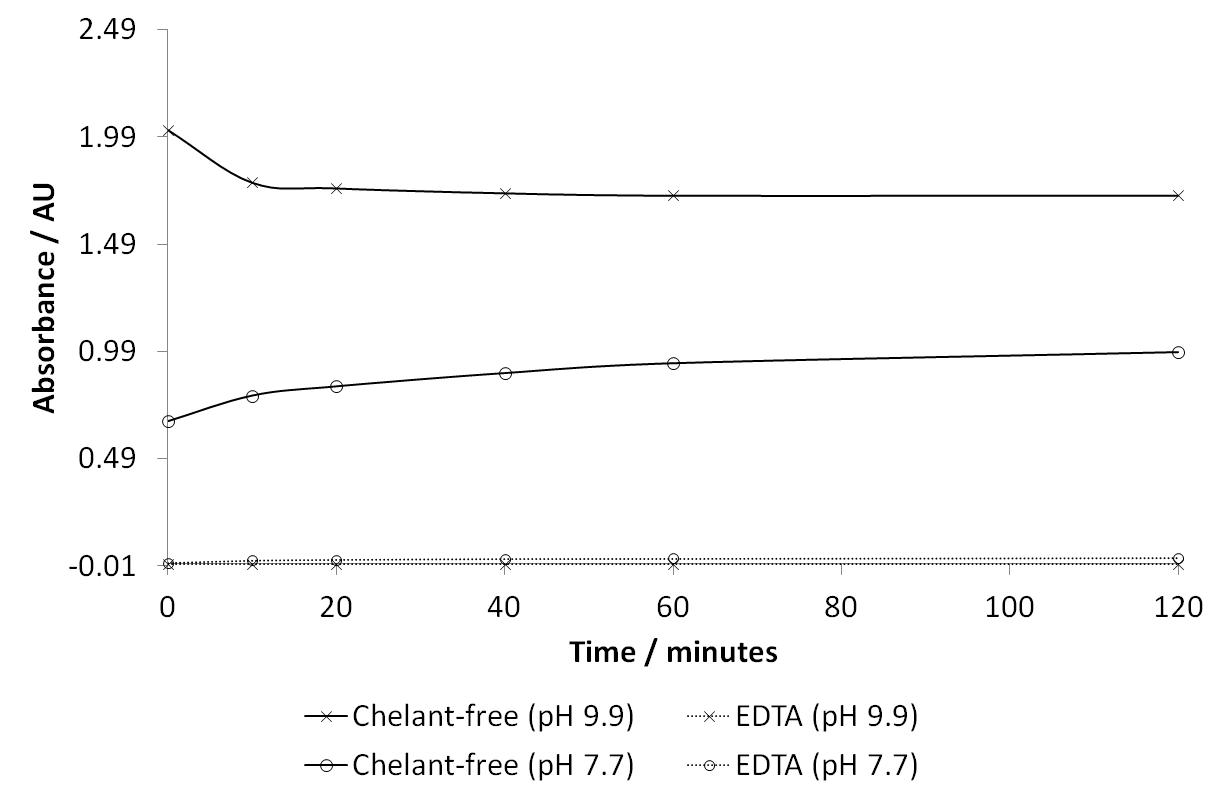 2.49
1.99
1.49
0.99
0.49
-0.01
Absorbance / AU
0 20 40 60 80 100 120
Time / minutes
Chelant-free (pH 9.9) EDTA (pH 9.9)
Chelant-free (pH 7.7) EDTA (pH 7.7)